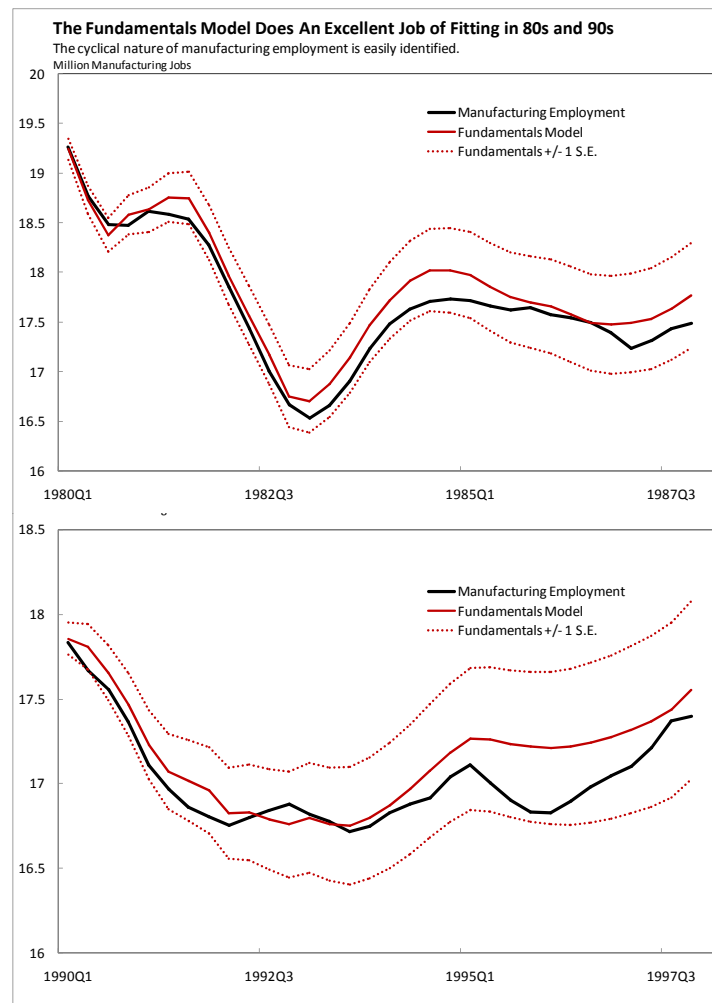 The Fundamentals Model Does An Excellent Job of Fitting in 80s and 90s
The cyclical nature of manufacturing employment is easily identified.
Million Manufacturing Jobs
20
19.5
19
18.5
18
17.5
17
16.5
16
Manufacturing Employment
Fundamentals Model
Fundamentals +/- 1 S.E.
1980Q1 1982Q3 1985Q1 1987Q3
18.5
18
17.5
17
16.5
16
Manufacturing Employment
Fundamentals Model
Fundamentals +/- 1 S.E.
1990Q1 1992Q3 1995Q1 1997Q3